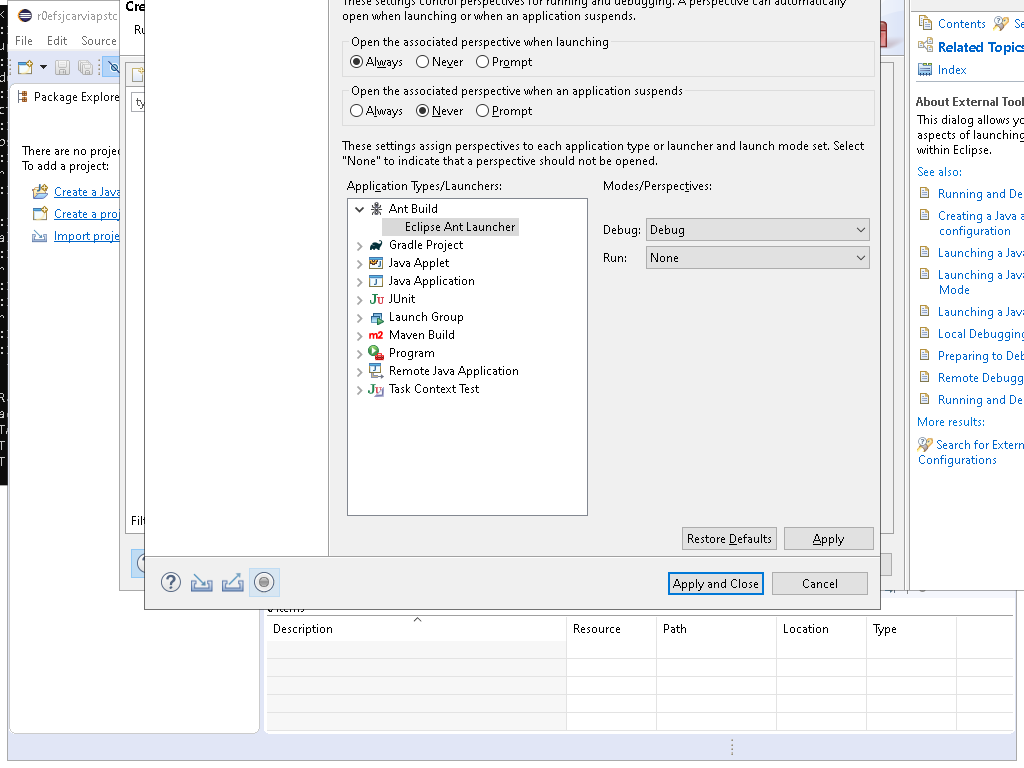 r0efsjcarviapstc
File Edit Source
Package Explore
There are no projec
To add a project:
Create a Java
Create a proj
Import proje
Cre
Ru
ty
Filt
These settings control perspectives for running and debugging. A perspective can automatically
open when launching or when an application suspends.
Open the associated perspective when launching
Always Never Prompt
Open the associated perspective when an application suspends
Always Never Prompt
These settings assign perspectives to each application type or launcher and launch mode set. Select
"None" to indicate that a perspective should not be opened.
Application Types/Launchers:
Modes/Perspectives:
Ant Build
Eclipse Ant Launcher
Gradle Project
Java Applet
Java Application
JUnit
Launch Group
Maven Build
Program
Remote Java Application
Task Context Test
Debug: Debug
Run: None
Restore Defaults
Apply
Apply and Close
Cancel
Contents
Se
Related Topics
Index
About External Tool
This dialog allows yo
aspects of launching
within Eclipse.
See also:
Running and De
Creating a Java a
configuration
Launching a Java
Launching a Java
Mode
Launching a Java
Local Debugging
Preparing to Deb
Remote Debugg
Running and De
More results:
Search for Extern
Configurations
Description Resource Path Location Type